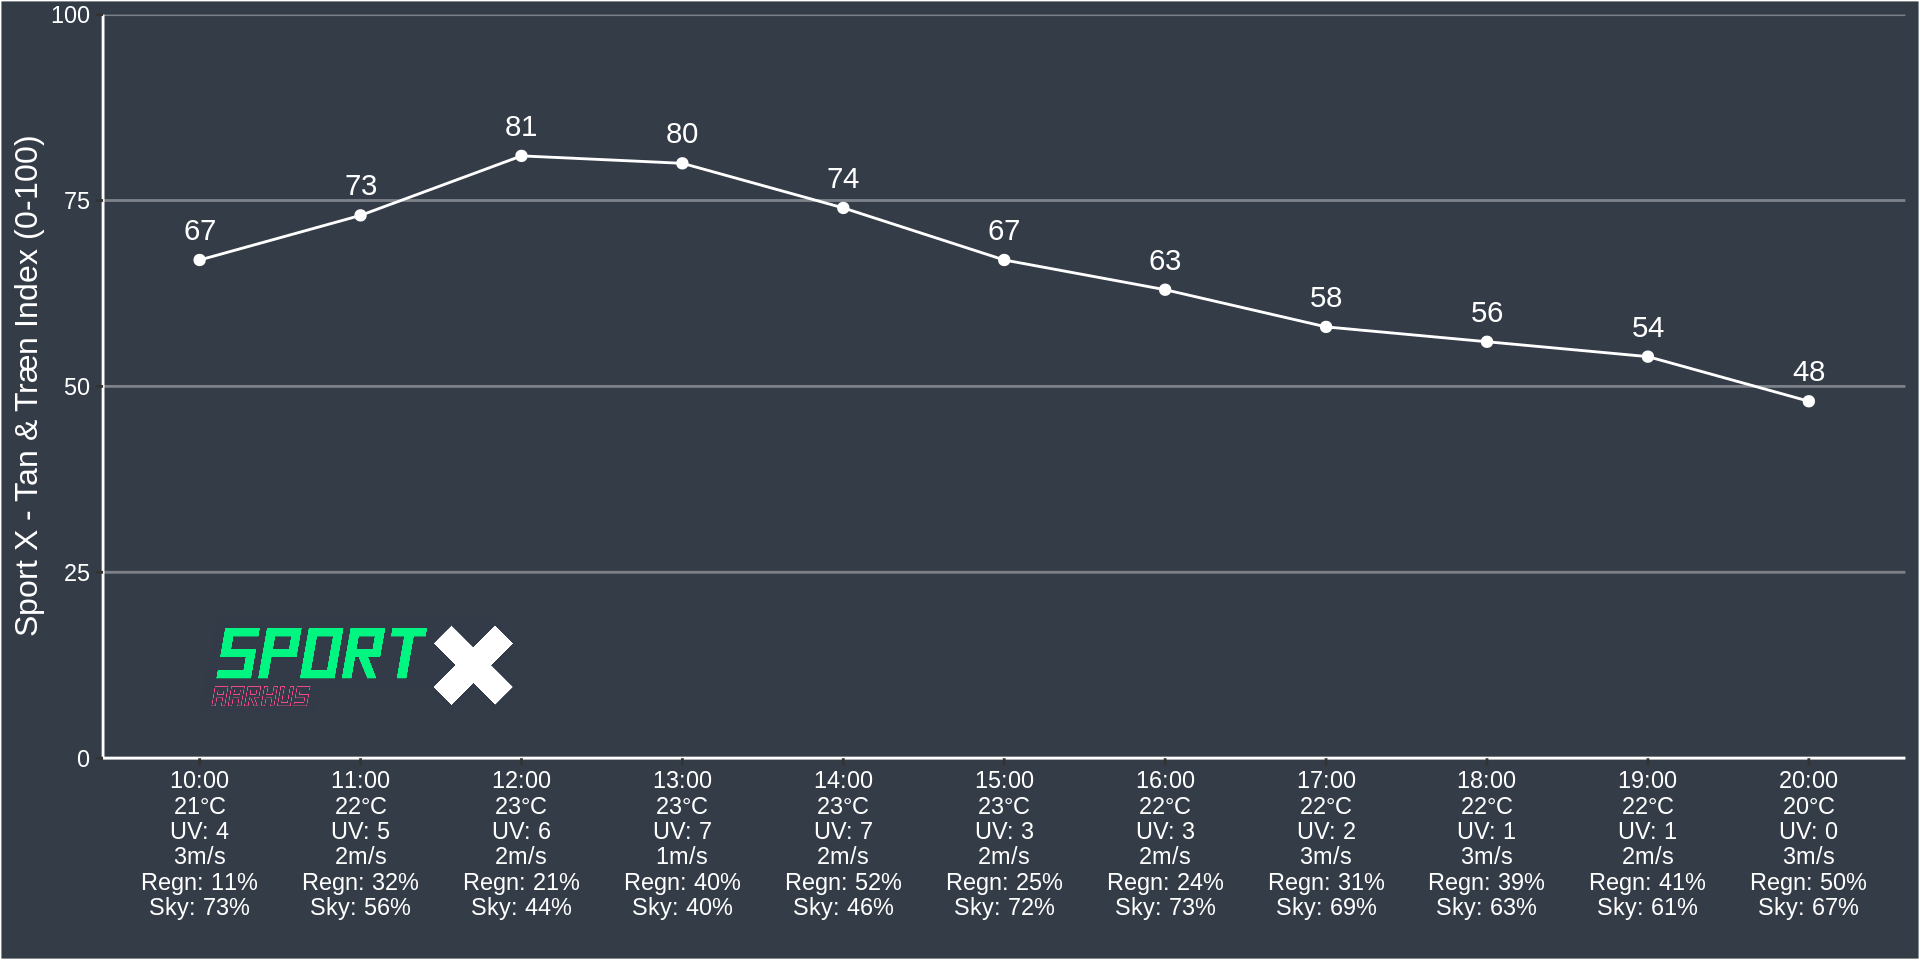 100
75
50
25
0
Sport X - Tan & Træn Index (0-100)
67
73
81
80
74
67
63
58
56
54
48
SPORT X
AARHUS
10:00 11:00 12:00 13:00 14:00 15:00 16:00 17:00 18:00 19:00 20:00
21°C 22°C 23°C 23°C 23°C 23°C 22°C 22°C 22°C 22°C 20°C
UV: 4 UV: 5 UV: 6 UV: 7 UV: 7 UV: 3 UV: 3 UV: 2 UV: 1 UV: 1 UV: 0
3m/s 2m/s 2m/s 1m/s 2m/s 2m/s 2m/s 3m/s 3m/s 2m/s 3m/s
Regn: 11% Regn: 32% Regn: 21% Regn: 40% Regn: 52% Regn: 25% Regn: 24% Regn: 31% Regn: 39% Regn: 41% Regn: 50%
Sky: 73% Sky: 56% Sky: 44% Sky: 40% Sky: 46% Sky: 72% Sky: 73% Sky: 69% Sky: 63% Sky: 61% Sky: 67%